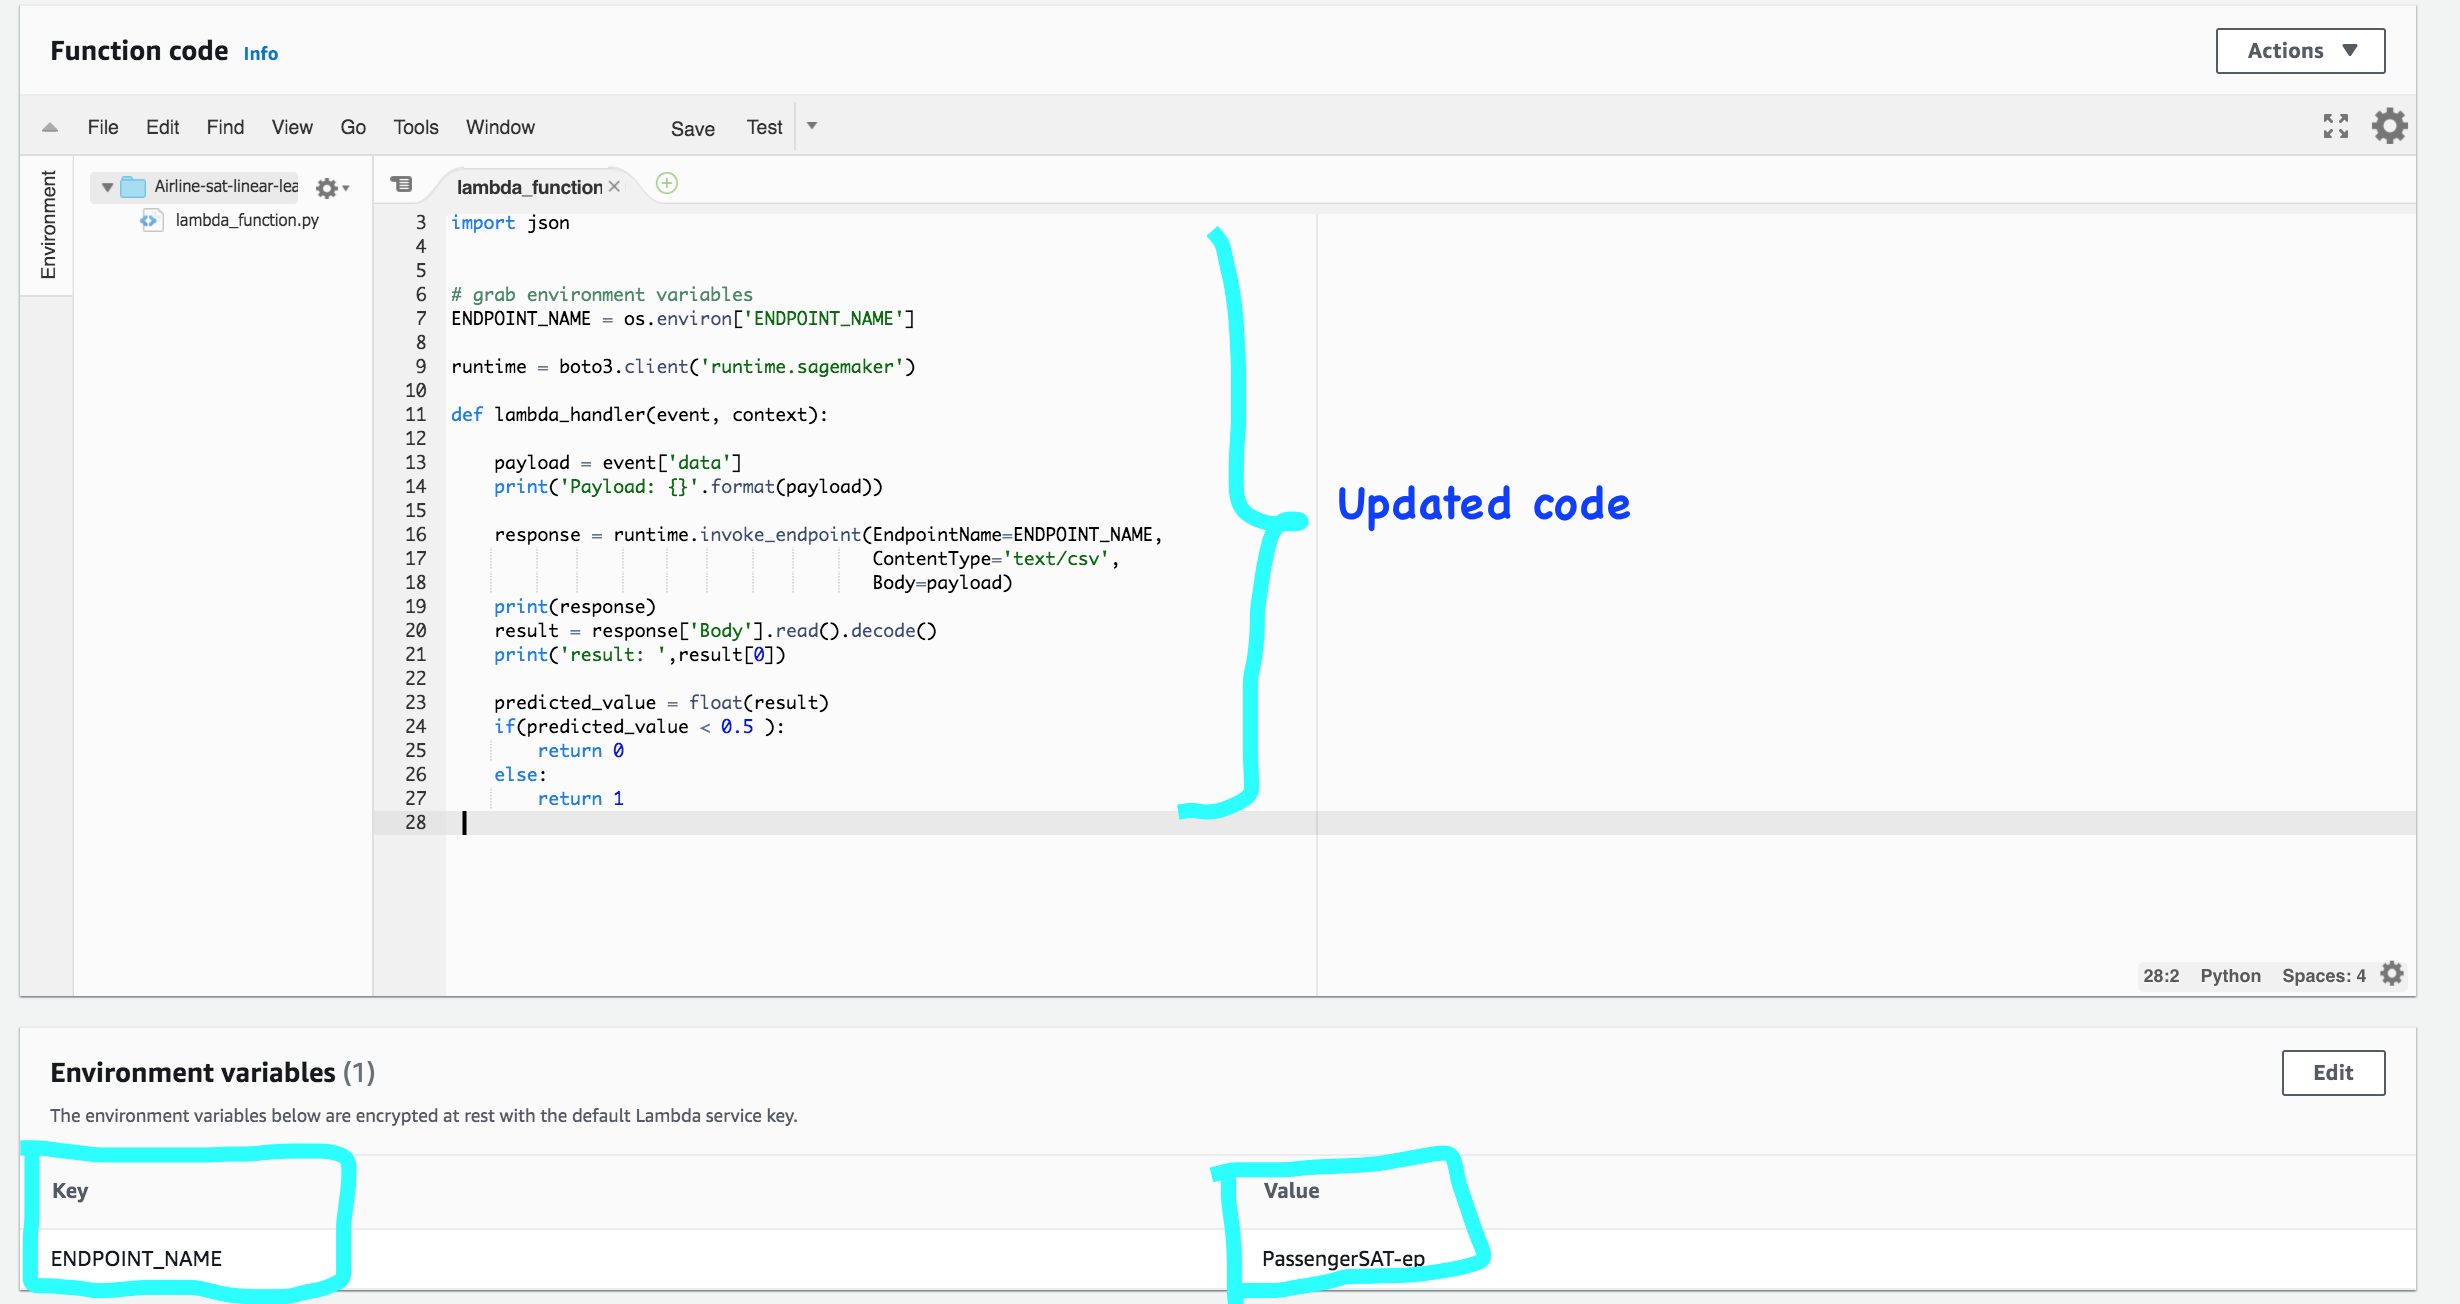 Function code Info
Actions
File Edit Find View Go Tools Window Save Test
Environment
Airline-sat-linear-lea
lambda_function.py
lambda_function
3 import json
4
5
6 # grab environment variables
7 ENDPOINT_NAME = os.environ['ENDPOINT_NAME']
8
9 runtime = boto3.client('runtime.sagemaker')
10
11 def lambda_handler(event, context):
12
13 payload = event['data']
14 print('Payload: {}'.format(payload))
15
16 response = runtime.invoke_endpoint(EndpointName=ENDPOINT_NAME,
17 ContentType='text/csv',
18 Body=payload)
19 print(response)
20 result = response['Body'].read().decode()
21 print('result: ',result[0])
22
23 predicted_value = float(result)
24 if(predicted_value < 0.5 ):
25 return 0
26 else:
27 return 1
28
Updated code
28:2 Python Spaces: 4
Environment variables (1)
Edit
The environment variables below are encrypted at rest with the default Lambda service key.
Key Value
ENDPOINT_NAME PassengerSAT-ep